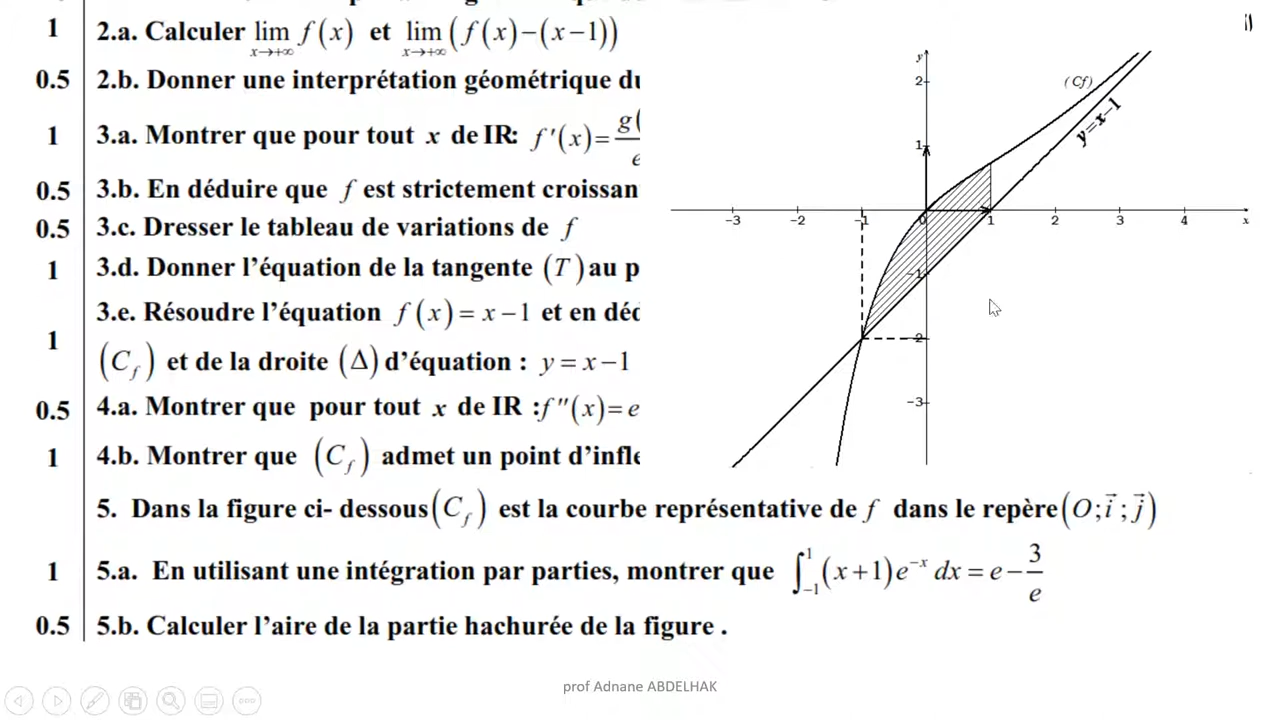 1 2.a. Calculer lim x→+∞ f(x) et lim x→+∞ (f(x)−(x−1))
0.5 2.b. Donner une interprétation géométrique du
1 3.a. Montrer que pour tout x de IR: f'(x)= g( / e
0.5 3.b. En déduire que f est strictement croissan
0.5 3.c. Dresser le tableau de variations de f
1 3.d. Donner l'équation de la tangente (T) au p
3.e. Résoudre l'équation f(x)= x−1 et en déd
1 (C_f) et de la droite (Δ) d'équation : y = x−1
0.5 4.a. Montrer que pour tout x de IR :f"(x)= e
1 4.b. Montrer que (C_f) admet un point d'infle
y
2
(Cf)
y=x-1
1
−3 −2 −1 0 1 2 3 4 x
−1
−2
−3
5. Dans la figure ci- dessous (C_f) est la courbe représentative de f dans le repère (O;i⃗;j⃗)
1 5.a. En utilisant une intégration par parties, montrer que ∫_{−1}^{1} (x+1)e^{−x} dx = e − 3/e
0.5 5.b. Calculer l'aire de la partie hachurée de la figure .
prof Adnane ABDELHAK